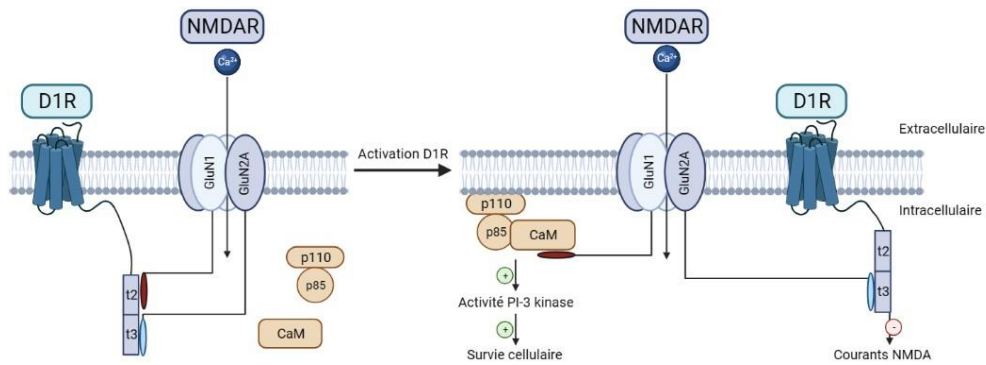 NMDAR
Ca²⁺
D1R
GluN1
GluN2A
t2
t3
p110
p85
CaM
Activation D1R
NMDAR
Ca²⁺
D1R
Extracellulaire
GluN1
GluN2A
Intracellulaire
p110
p85
CaM
t2
t3
+
Activité PI-3 kinase
+
Survie cellulaire
-
Courants NMDA